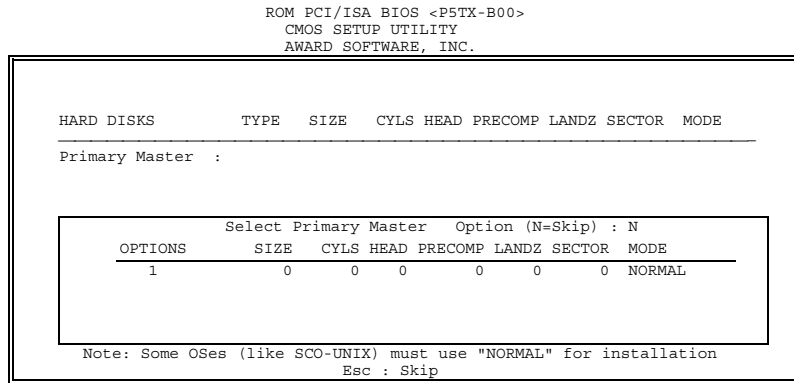 ROM PCI/ISA BIOS <P5TX-B00>
CMOS SETUP UTILITY
AWARD SOFTWARE, INC.
HARD DISKS TYPE SIZE CYLS HEAD PRECOMP LANDZ SECTOR MODE
Primary Master :
Select Primary Master Option (N=Skip) : N
OPTIONS SIZE CYLS HEAD PRECOMP LANDZ SECTOR MODE
1 0 0 0 0 0 0 NORMAL
Note: Some OSes (like SCO-UNIX) must use "NORMAL" for installation
Esc : Skip